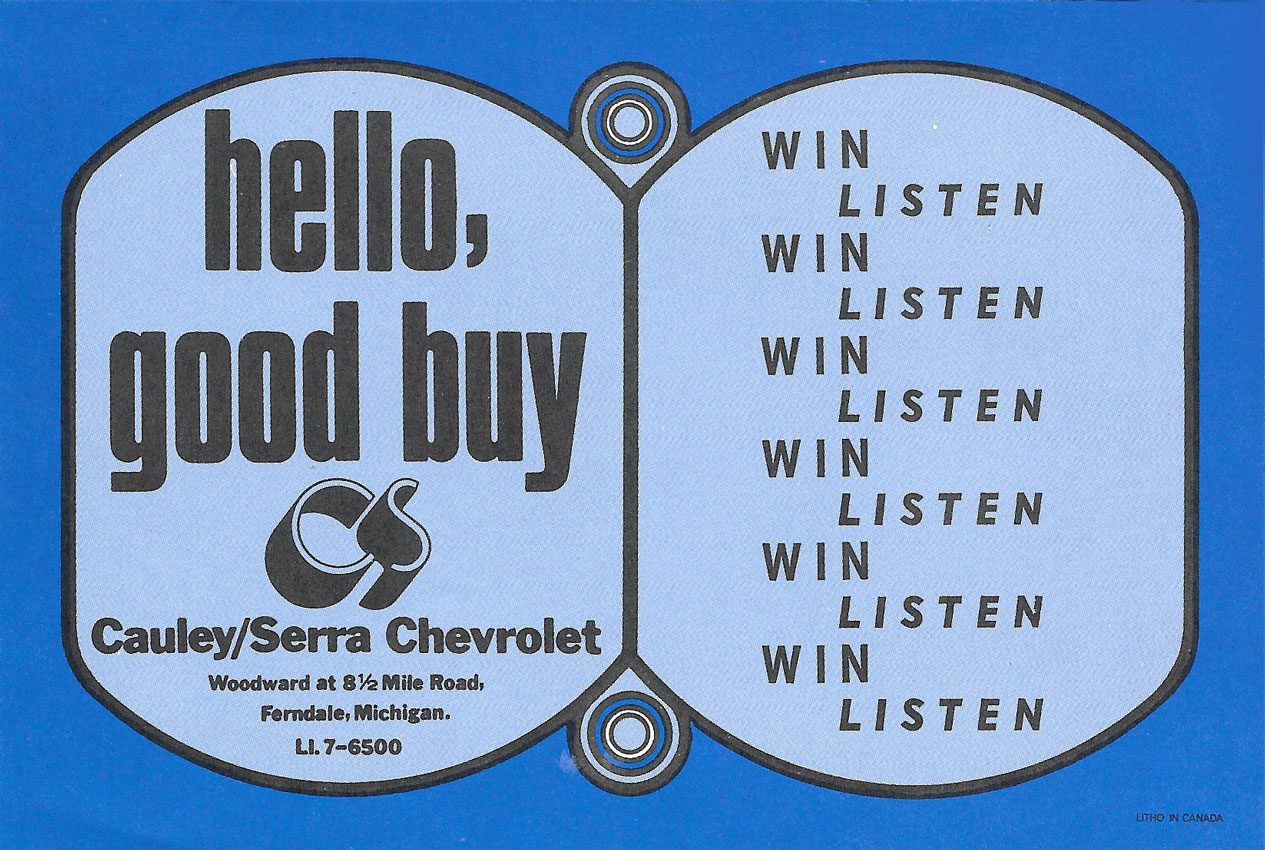 hello,
good buy
CS
Cauley/Serra Chevrolet
Woodward at 8½ Mile Road,
Ferndale, Michigan.
LI. 7-6500
WIN
LISTEN
WIN
LISTEN
WIN
LISTEN
WIN
LISTEN
WIN
LISTEN
WIN
LISTEN
LITHO IN CANADA